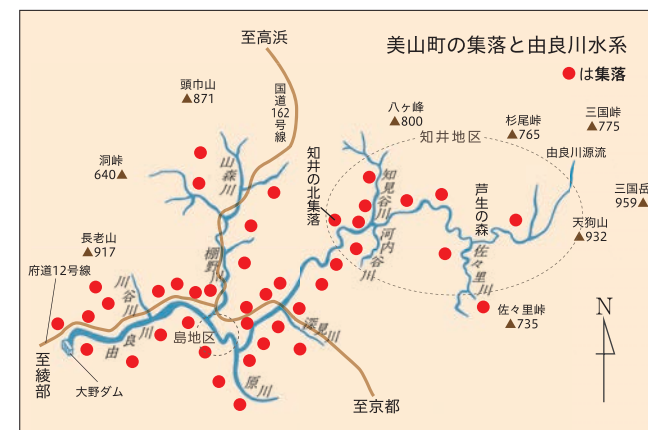 美山町の集落と由良川水系
●は集落
至高浜
国道162号線
頭巾山
▲871
八ヶ峰
▲800
杉尾峠
▲765
三国峠
▲775
知井地区
由良川源流
洞峠
640▲
山森川
知井の北集落
知見谷川
芦生の森
三国岳
959▲
天狗山
▲932
長老山
▲917
棚野川
河内谷川
佐々里川
府道12号線
川谷川
由良川
島地区
深見川
佐々里峠
▲735
N
至綾部
大野ダム
原川
至京都